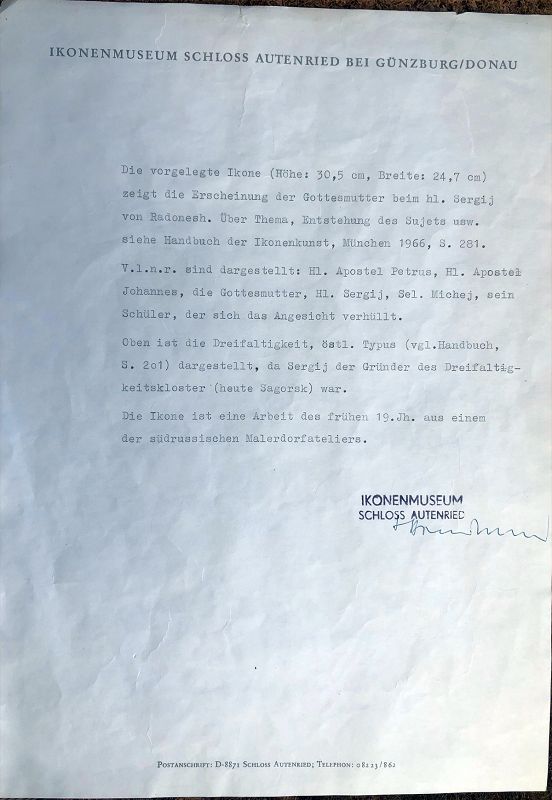 IKONENMUSEUM SCHLOSS AUTENRIED BEI GÜNZBURG/DONAU
Die vorgelegte Ikone (Höhe: 30,5 cm, Breite: 24,7 cm)
zeigt die Erscheinung der Gottesmutter beim hl. Sergij
von Radonesh. Über Thema, Entstehung des Sujets usw.
siehe Handbuch der Ikonenkunst, München 1966, S. 281.
V.l.n.r. sind dargestellt: Hl. Apostel Petrus, Hl. Apostel
Johannes, die Gottesmutter, Hl. Sergij, Sel. Michej, sein
Schüler, der sich das Angesicht verhüllt.
Oben ist die Dreifaltigkeit, östl. Typus (vgl.Handbuch,
S. 2o1) dargestellt, da Sergij der Gründer des Dreifaltig-
keitskloster (heute Sagorsk) war.
Die Ikone ist eine Arbeit des frühen 19.Jh. aus einem
der südrussischen Malerdorfateliers.
IKONENMUSEUM
SCHLOSS AUTENRIED
POSTANSCHRIFT: D-8871 SCHLOSS AUTENRIED; TELEPHON: 08223/862